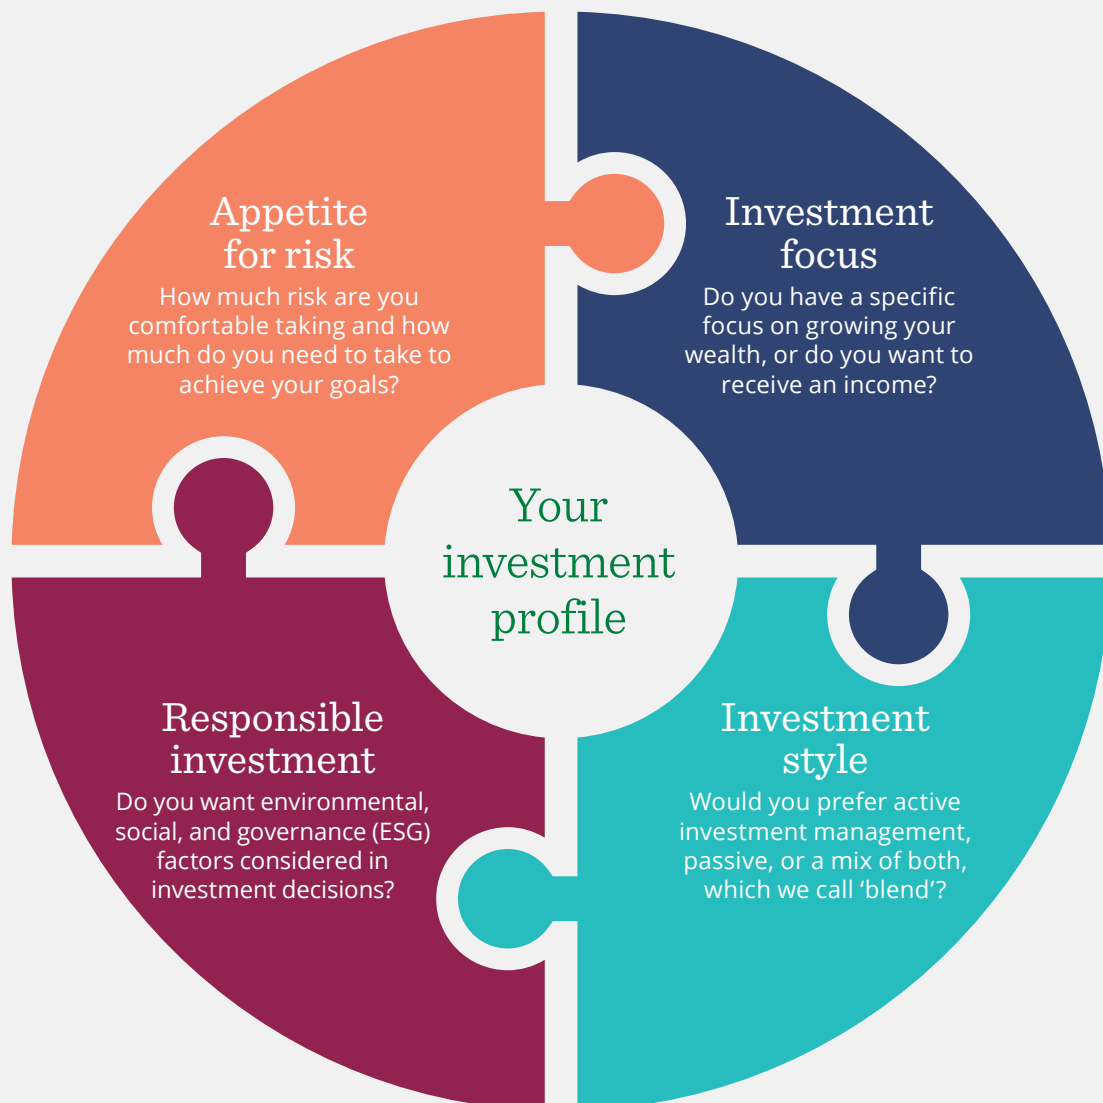 Appetite
for risk
How much risk are you
comfortable taking and how
much do you need to take to
achieve your goals?
Investment
focus
Do you have a specific
focus on growing your
wealth, or do you want to
receive an income?
Your
investment
profile
Responsible
investment
Do you want environmental,
social, and governance (ESG)
factors considered in
investment decisions?
Investment
style
Would you prefer active
investment management,
passive, or a mix of both,
which we call ‘blend’?